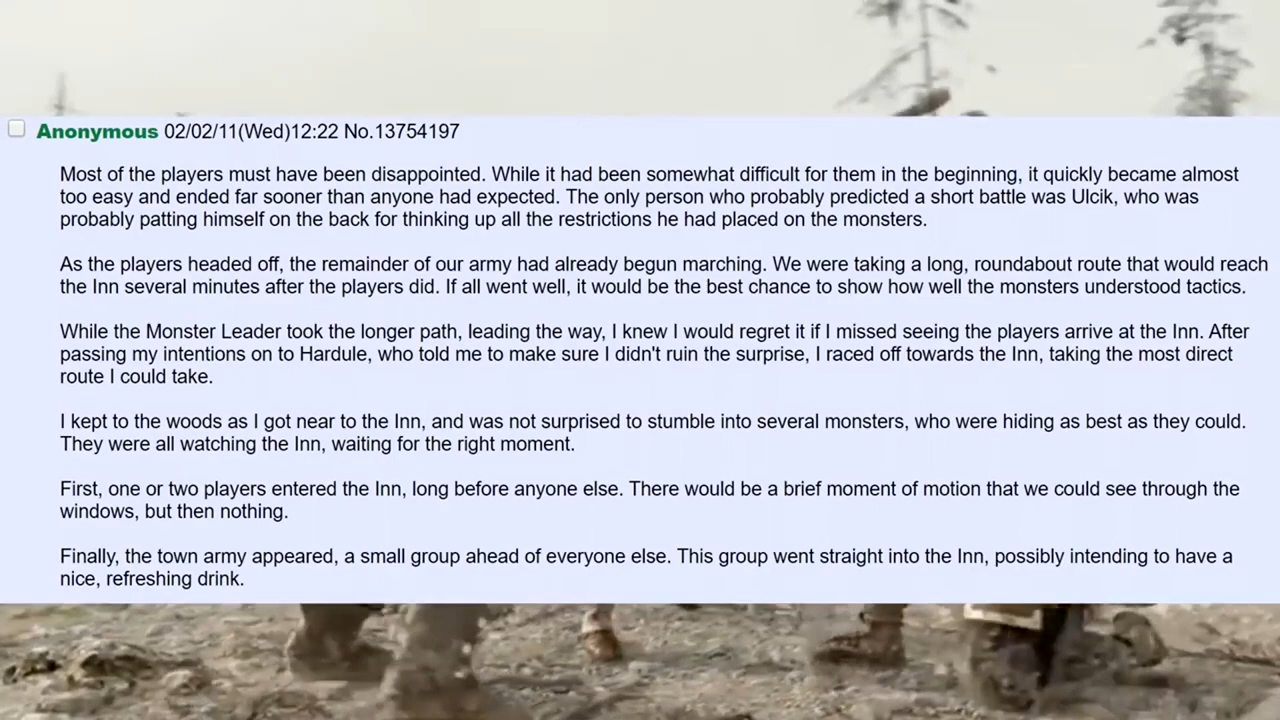 Anonymous 02/02/11(Wed)12:22 No.13754197
Most of the players must have been disappointed. While it had been somewhat difficult for them in the beginning, it quickly became almost
too easy and ended far sooner than anyone had expected. The only person who probably predicted a short battle was Ulcik, who was
probably patting himself on the back for thinking up all the restrictions he had placed on the monsters.
As the players headed off, the remainder of our army had already begun marching. We were taking a long, roundabout route that would reach
the Inn several minutes after the players did. If all went well, it would be the best chance to show how well the monsters understood tactics.
While the Monster Leader took the longer path, leading the way, I knew I would regret it if I missed seeing the players arrive at the Inn. After
passing my intentions on to Hardule, who told me to make sure I didn't ruin the surprise, I raced off towards the Inn, taking the most direct
route I could take.
I kept to the woods as I got near to the Inn, and was not surprised to stumble into several monsters, who were hiding as best as they could.
They were all watching the Inn, waiting for the right moment.
First, one or two players entered the Inn, long before anyone else. There would be a brief moment of motion that we could see through the
windows, but then nothing.
Finally, the town army appeared, a small group ahead of everyone else. This group went straight into the Inn, possibly intending to have a
nice, refreshing drink.